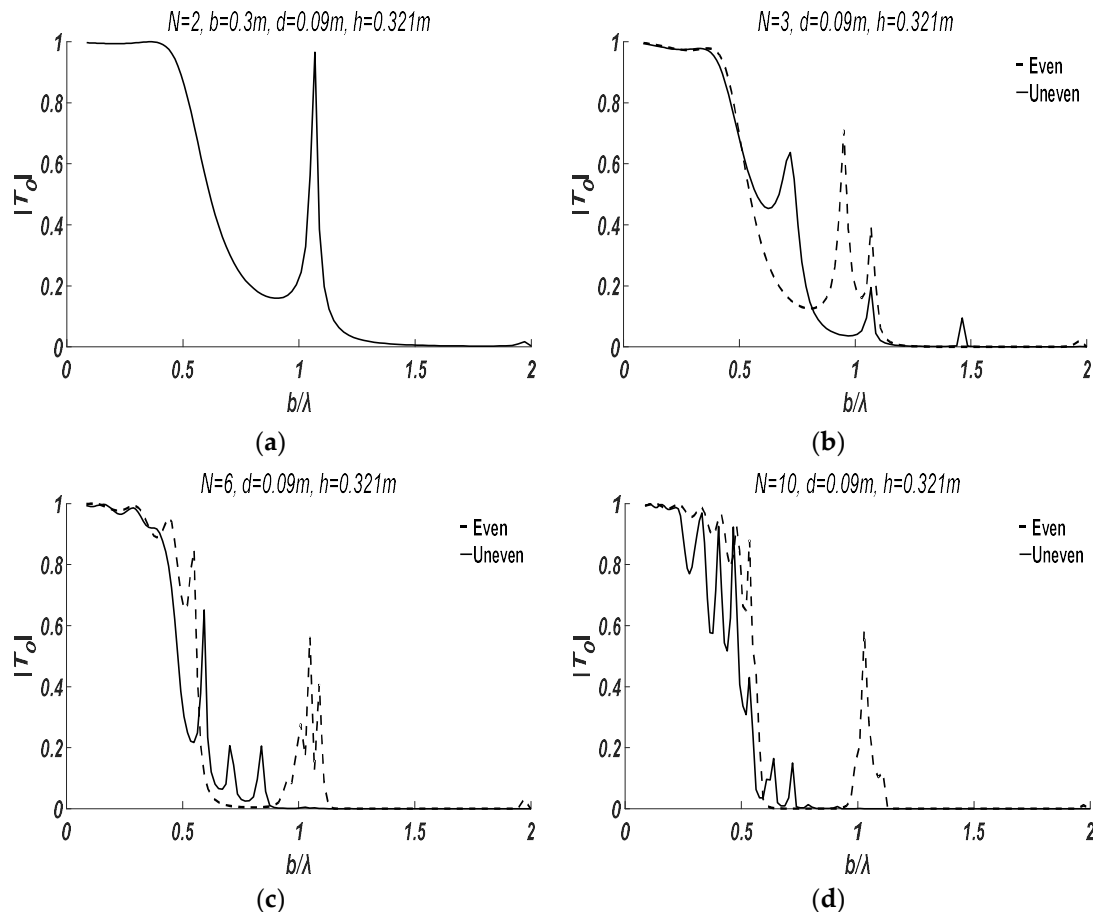 N=2, b=0.3m, d=0.09m, h=0.321m
1
0.8
0.6
0.4
0.2
0
|T_O|
0 0.5 1 1.5 2
b/λ
(a)
N=3, d=0.09m, h=0.321m
Even
Uneven
1
0.8
0.6
0.4
0.2
0
|T_O|
0 0.5 1 1.5 2
b/λ
(b)
N=6, d=0.09m, h=0.321m
Even
Uneven
1
0.8
0.6
0.4
0.2
0
|T_O|
0 0.5 1 1.5 2
b/λ
(c)
N=10, d=0.09m, h=0.321m
Even
Uneven
1
0.8
0.6
0.4
0.2
0
|T_O|
0 0.5 1 1.5 2
b/λ
(d)